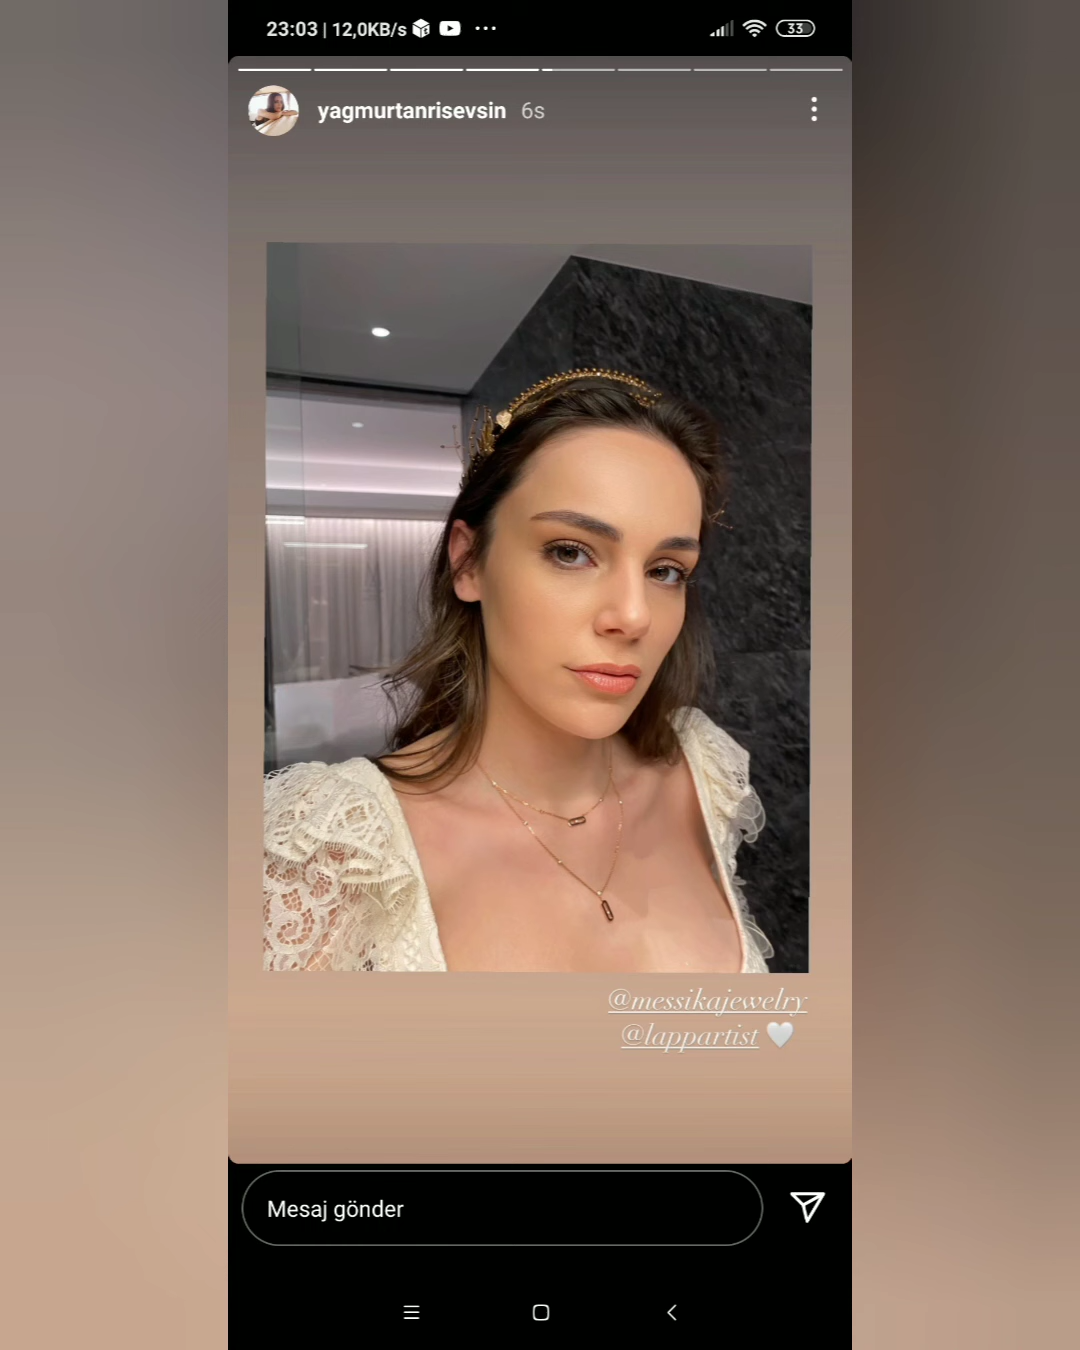 23:03 | 12,0KB/s
33
yagmurtanrisevsin 6s
@messikajewelry
@lappartist
Mesaj gönder